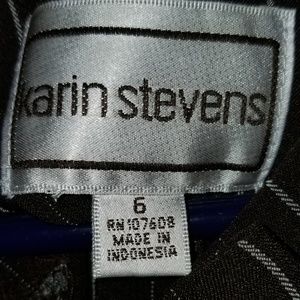 karin stevens
6
RN107608
MADE IN
INDONESIA